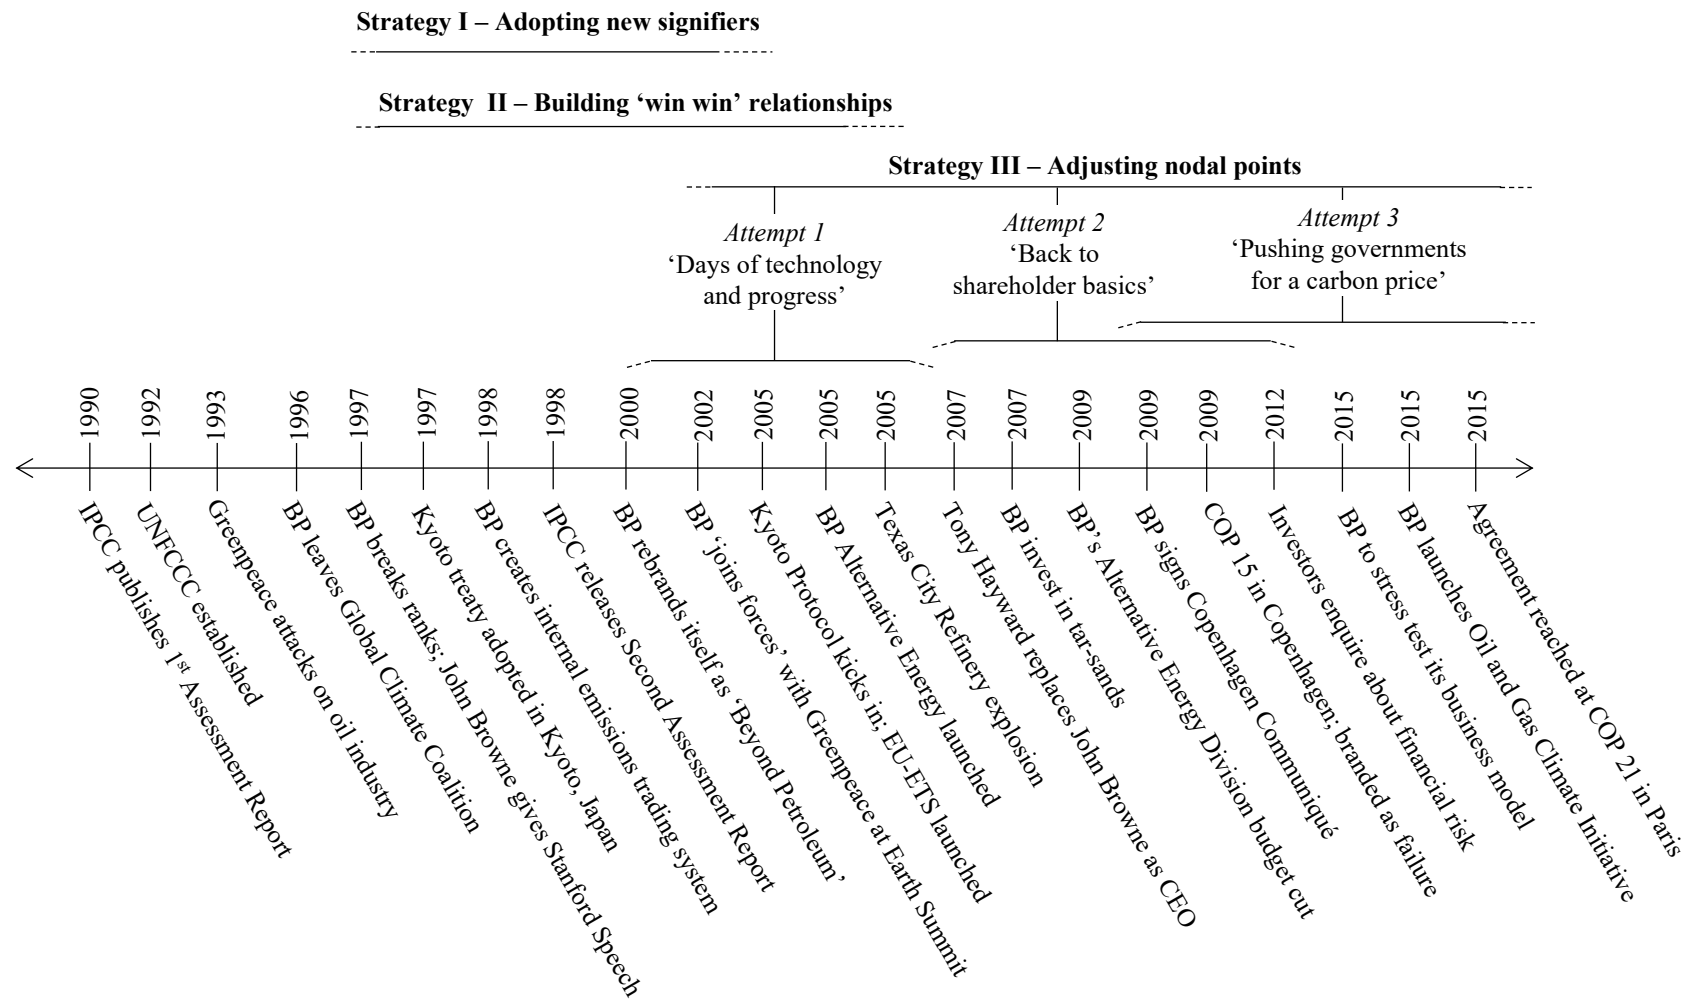 Strategy I – Adopting new signifiers
Strategy II – Building ‘win win’ relationships
Strategy III – Adjusting nodal points
Attempt 1
‘Days of technology
and progress’
Attempt 2
‘Back to
shareholder basics’
Attempt 3
‘Pushing governments
for a carbon price’
1990
1992
1993
1996
1997
1997
1998
1998
2000
2002
2005
2005
2005
2007
2007
2009
2009
2009
2012
2015
2015
2015
IPCC publishes 1st Assessment Report
UNFCCC established
Greenpeace attacks on oil industry
BP leaves Global Climate Coalition
BP breaks ranks; John Browne gives Stanford Speech
Kyoto treaty adopted in Kyoto, Japan
BP creates internal emissions trading system
IPCC releases Second Assessment Report
BP rebrands itself as ‘Beyond Petroleum’
BP ‘joins forces’ with Greenpeace at Earth Summit
Kyoto Protocol kicks in; EU-ETS launched
BP Alternative Energy launched
Texas City Refinery explosion
Tony Hayward replaces John Browne as CEO
BP invest in tar-sands
BP’s Alternative Energy Division budget cut
BP signs Copenhagen Communiqué
COP 15 in Copenhagen; branded as failure
Investors enquire about financial risk
BP to stress test its business model
BP launches Oil and Gas Climate Initiative
Agreement reached at COP 21 in Paris